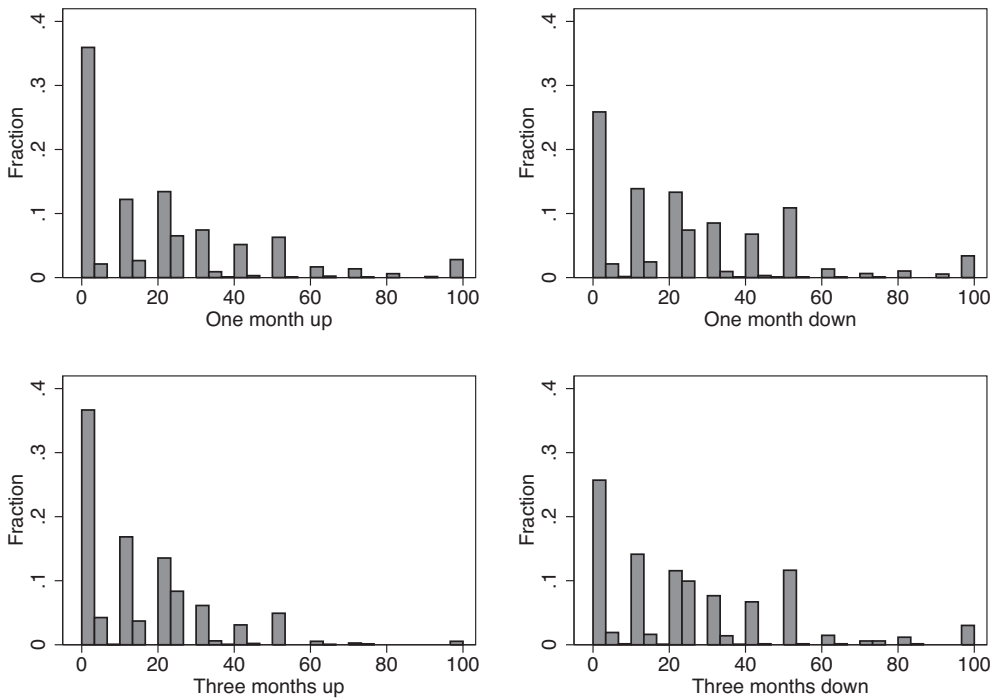 .4
.3
.2
.1
0
Fraction
0 20 40 60 80 100
One month up
.4
.3
.2
.1
0
Fraction
0 20 40 60 80 100
One month down
.4
.3
.2
.1
0
Fraction
0 20 40 60 80 100
Three months up
.4
.3
.2
.1
0
Fraction
0 20 40 60 80 100
Three months down